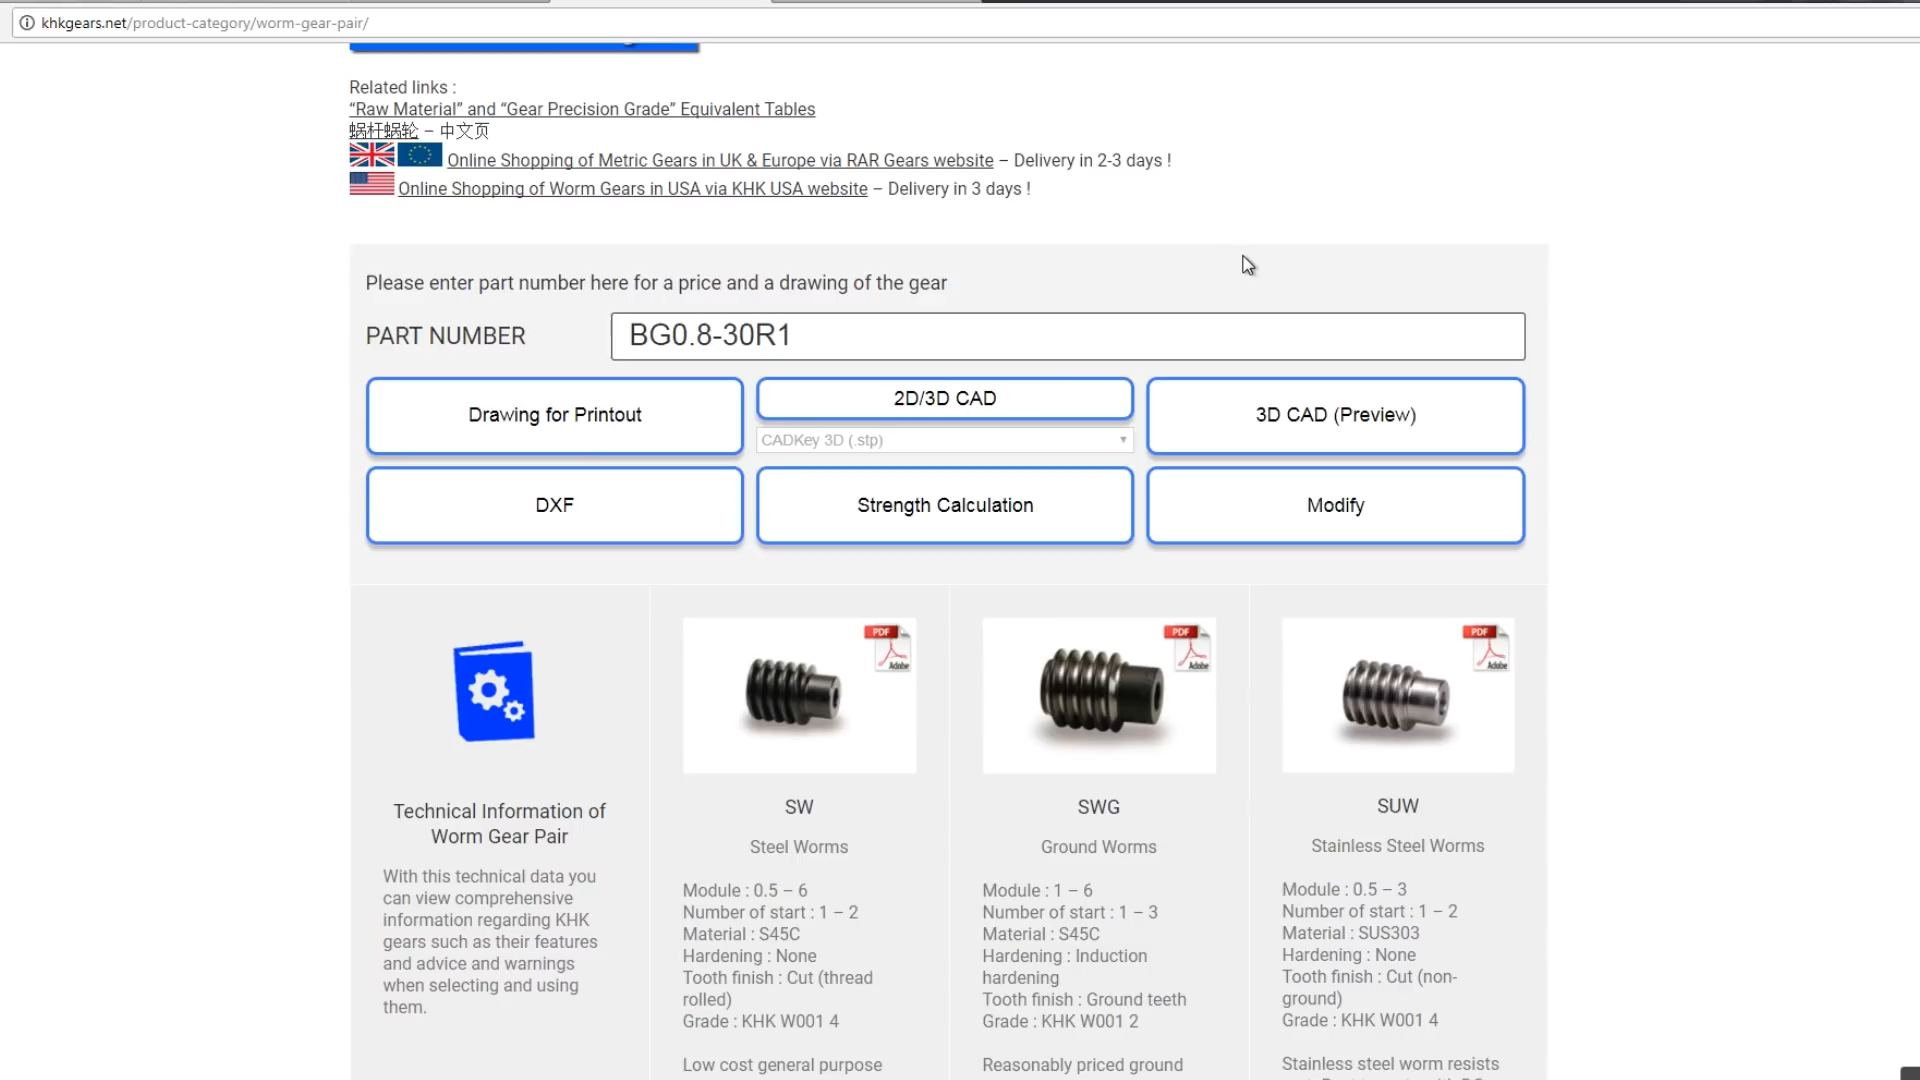 khkgears.net/product-category/worm-gear-pair/
Related links :
“Raw Material” and “Gear Precision Grade” Equivalent Tables
蜗杆蜗轮 – 中文页
Online Shopping of Metric Gears in UK & Europe via RAR Gears website – Delivery in 2-3 days !
Online Shopping of Worm Gears in USA via KHK USA website – Delivery in 3 days !
Please enter part number here for a price and a drawing of the gear
PART NUMBER
BG0.8-30R1
Drawing for Printout
2D/3D CAD
CADKey 3D (.stp)
3D CAD (Preview)
DXF
Strength Calculation
Modify
Technical Information of
Worm Gear Pair
With this technical data you
can view comprehensive
information regarding KHK
gears such as their features
and advice and warnings
when selecting and using
them.
PDF
Adobe
SW
Steel Worms
Module : 0.5 – 6
Number of start : 1 – 2
Material : S45C
Hardening : None
Tooth finish : Cut (thread
rolled)
Grade : KHK W001 4
Low cost general purpose
PDF
Adobe
SWG
Ground Worms
Module : 1 – 6
Number of start : 1 – 3
Material : S45C
Hardening : Induction
hardening
Tooth finish : Ground teeth
Grade : KHK W001 2
Reasonably priced ground
PDF
Adobe
SUW
Stainless Steel Worms
Module : 0.5 – 3
Number of start : 1 – 2
Material : SUS303
Hardening : None
Tooth finish : Cut (non-
ground)
Grade : KHK W001 4
Stainless steel worm resists